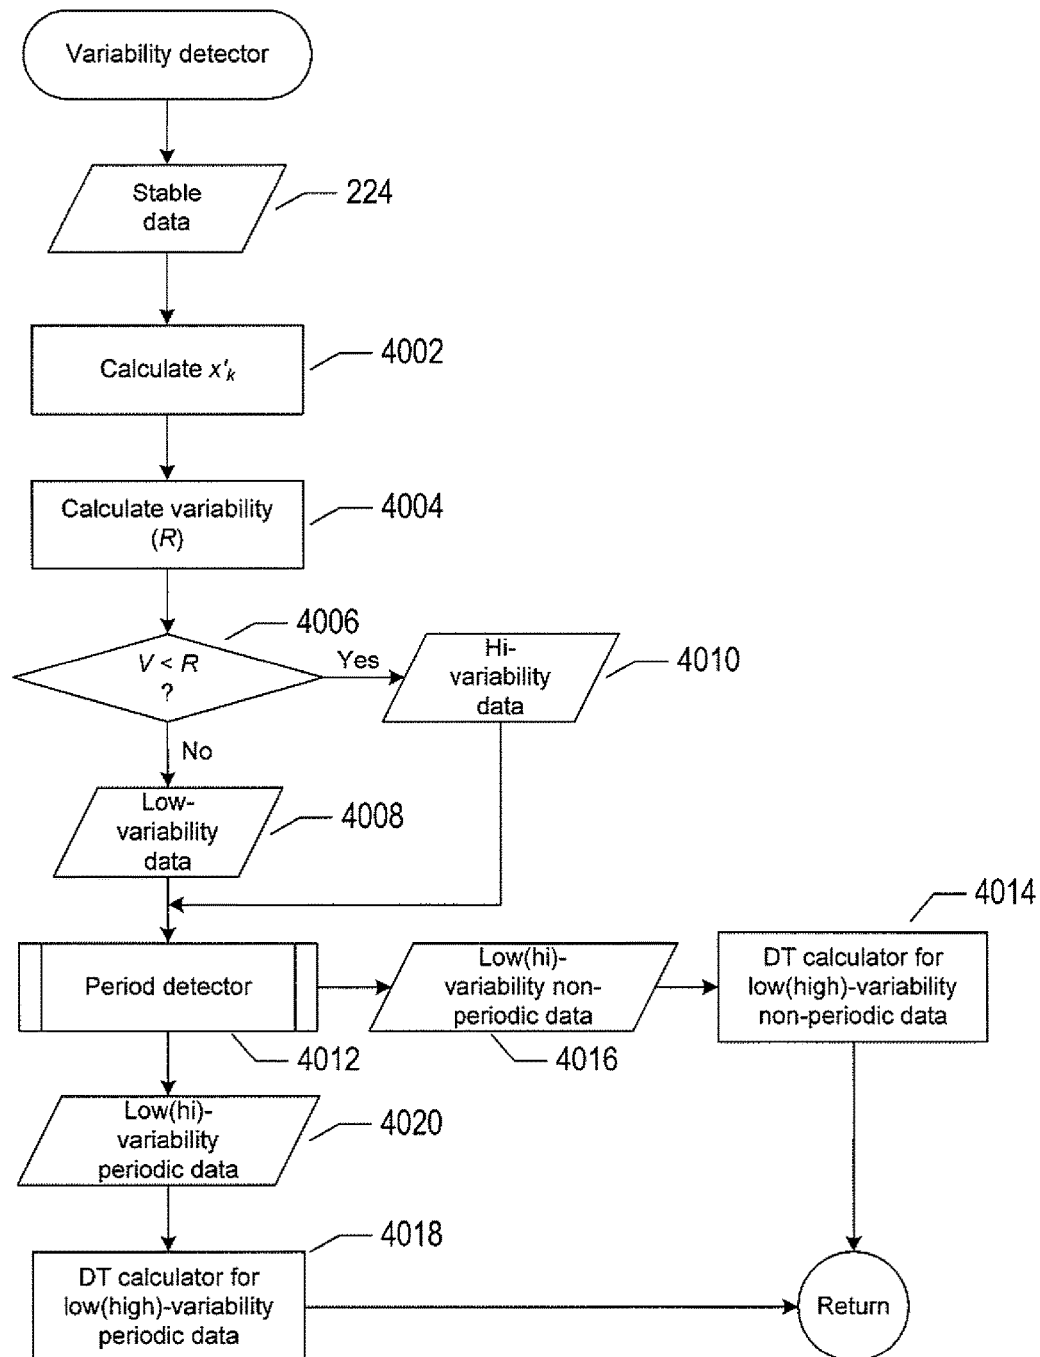 Variability detector
Stable
data
224
Calculate x'k
4002
Calculate variability
(R)
4004
4006
V < R
?
Yes
Hi-
variability
data
4010
No
Low-
variability
data
4008
Period detector
4012
Low(hi)-
variability non-
periodic data
4016
DT calculator for
low(high)-variability
non-periodic data
4014
Low(hi)-
variability
periodic data
4020
DT calculator for
low(high)-variability
periodic data
4018
Return